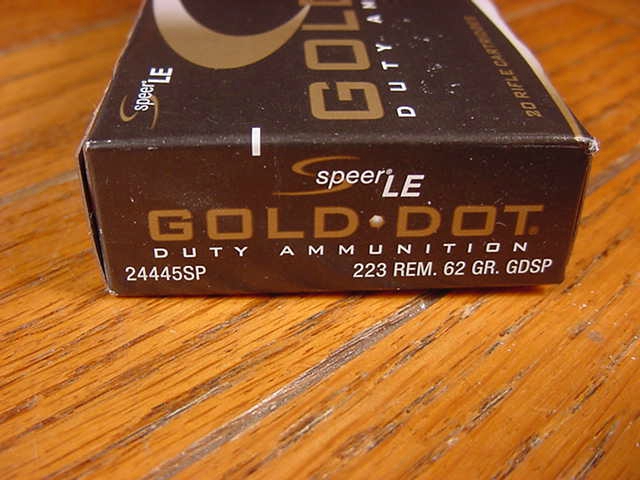 speer LE
GOLD
DUTY AM
20 RIFLE CARTRIDGES
speer® LE
GOLD DOT®
DUTY AMMUNITION
24445SP
223 REM. 62 GR. GDSP